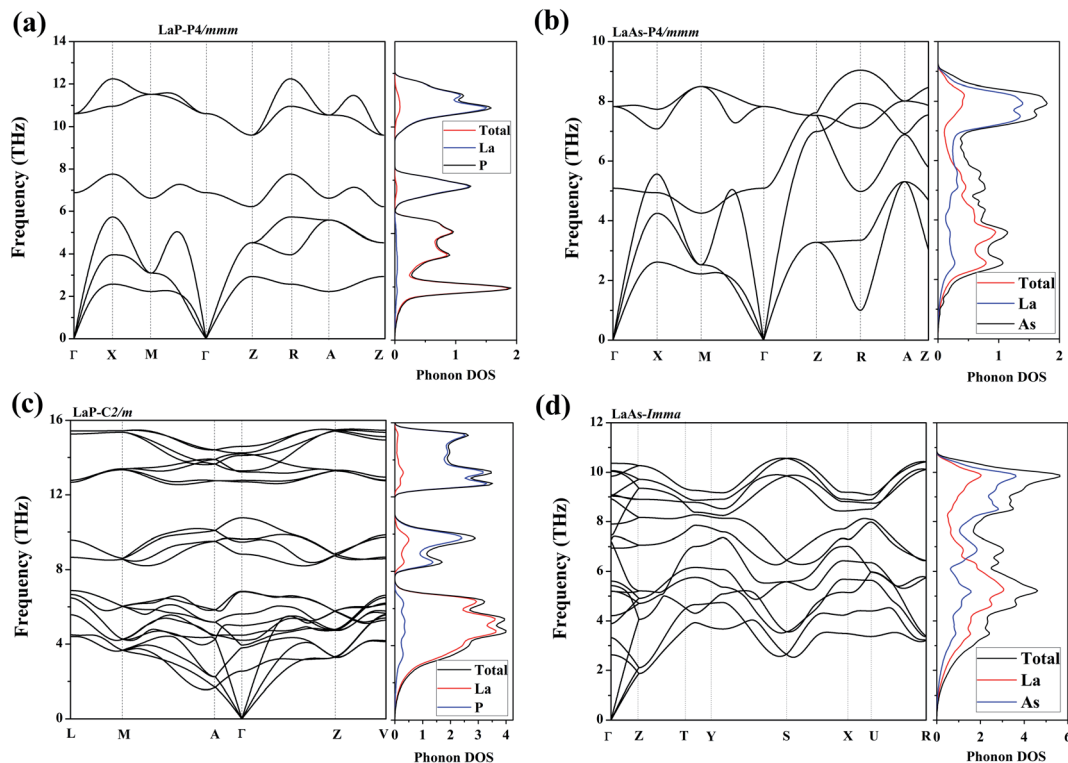 (a)
LaP-P4/mmm
Frequency (THz)
14
12
10
8
6
4
2
0
Γ X M Γ Z R A Z
Total
La
P
0 1 2
Phonon DOS
(b)
LaAs-P4/mmm
Frequency (THz)
10
8
6
4
2
0
Γ X M Γ Z R A Z
Total
La
As
0 1 2
Phonon DOS
(c)
LaP-C2/m
Frequency (THz)
16
12
8
4
0
L M A Γ Z V
Total
La
P
0 1 2 3 4
Phonon DOS
(d)
LaAs-Imma
Frequency (THz)
12
10
8
6
4
2
0
Γ Z T Y S X U R
Total
La
As
0 2 4 6
Phonon DOS